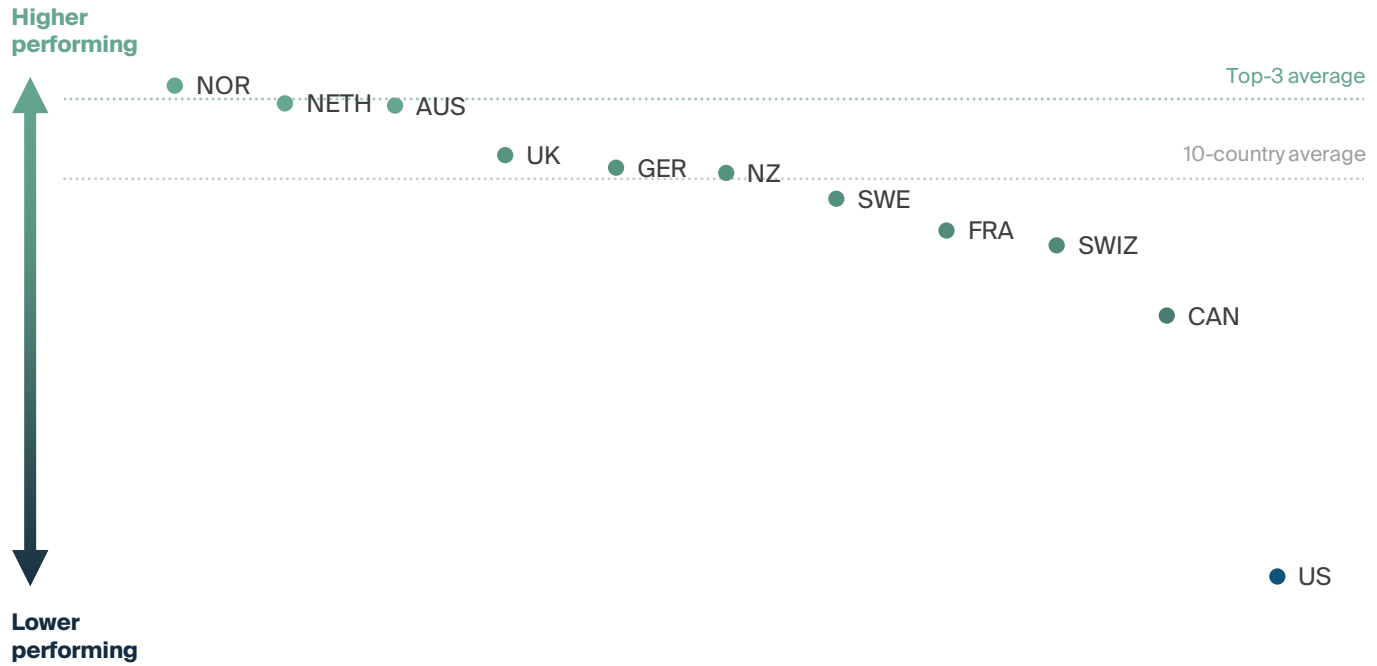 Higher
performing
Top-3 average
NOR
NETH
AUS
10-country average
UK
GER
NZ
SWE
FRA
SWIZ
CAN
US
Lower
performing